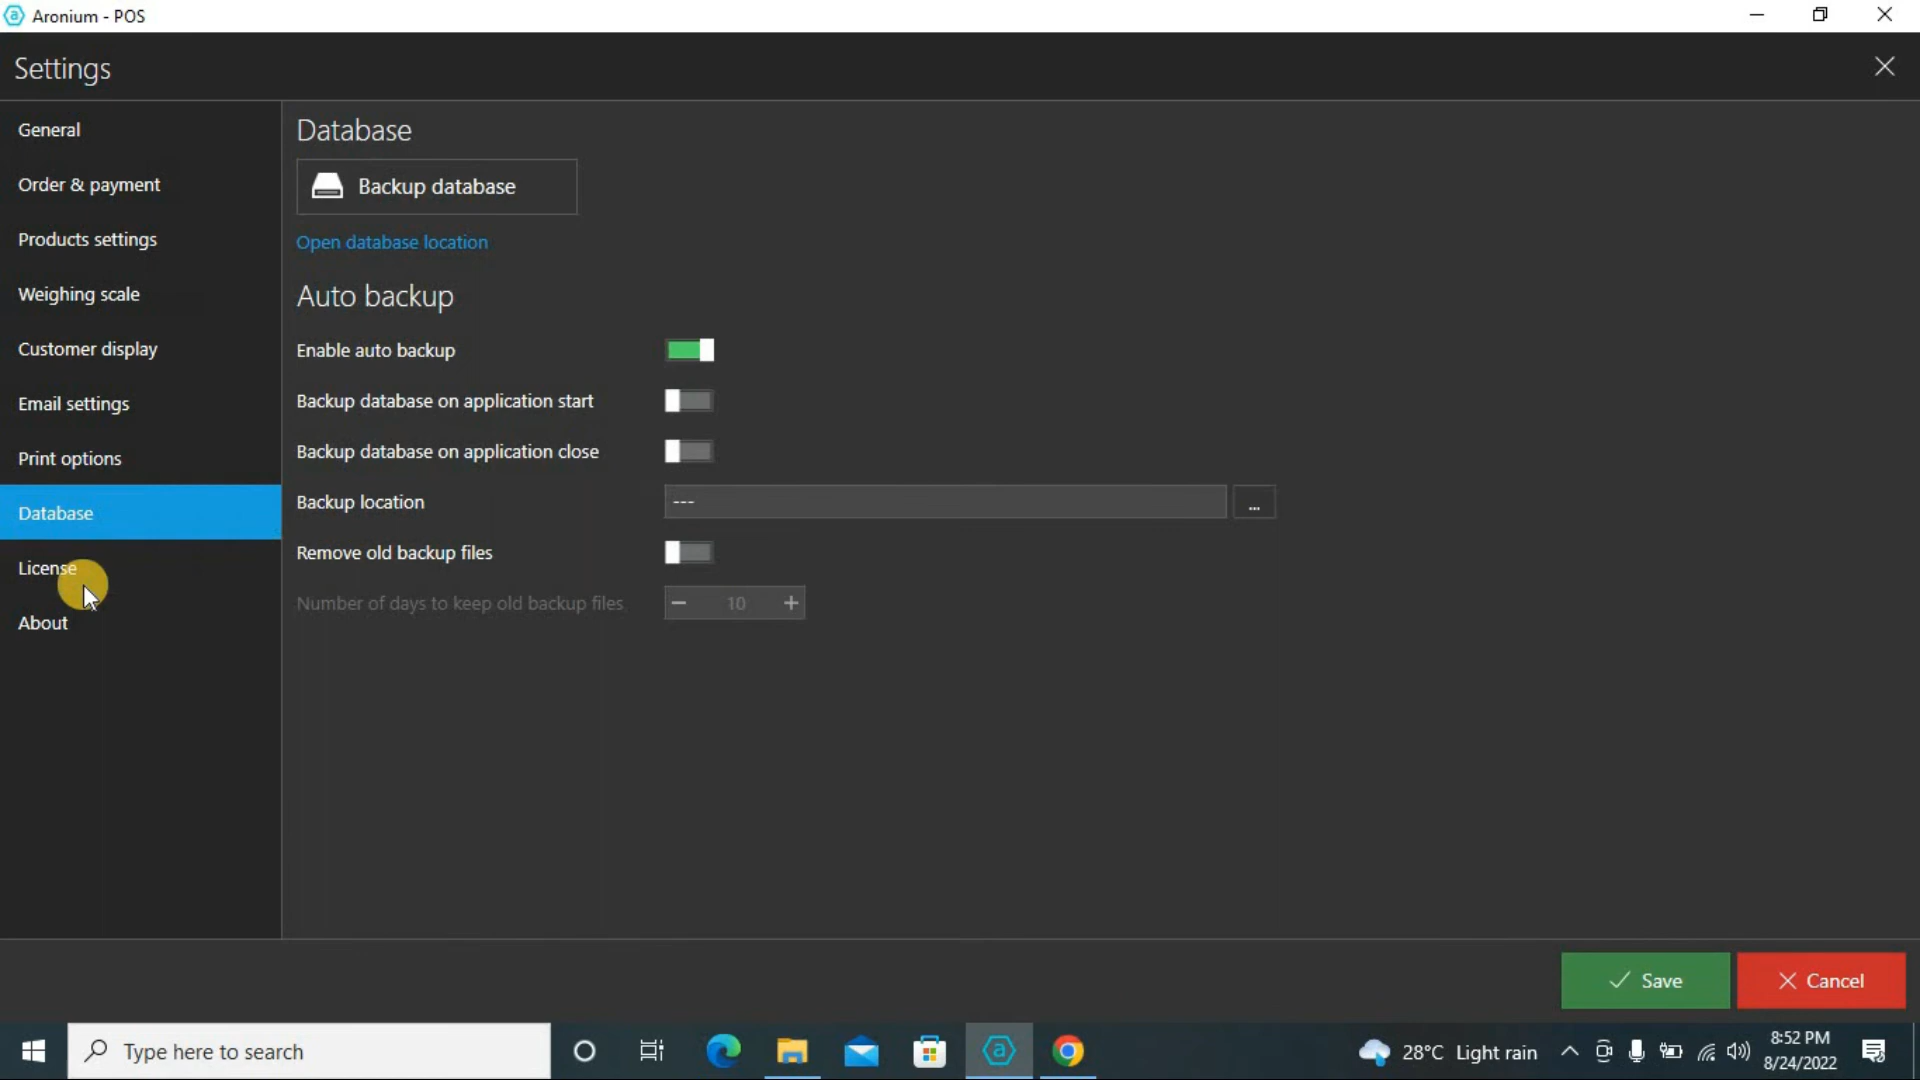 Aronium - POS
Settings
General
Order & payment
Products settings
Weighing scale
Customer display
Email settings
Print options
Database
License
About
Database
Backup database
Open database location
Auto backup
Enable auto backup
Backup database on application start
Backup database on application close
Backup location --- ...
Remove old backup files
Number of days to keep old backup files − 10 +
Save Cancel
Type here to search
28°C Light rain
8:52 PM
8/24/2022